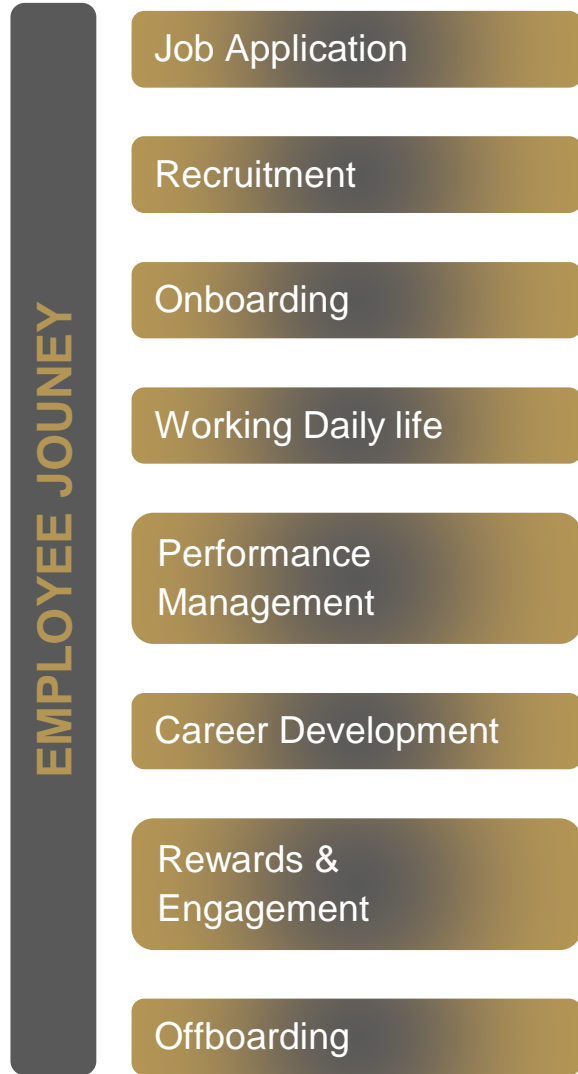 EMPLOYEE JOUNEY
Job Application
Recruitment
Onboarding
Working Daily life
Performance
Management
Career Development
Rewards &
Engagement
Offboarding